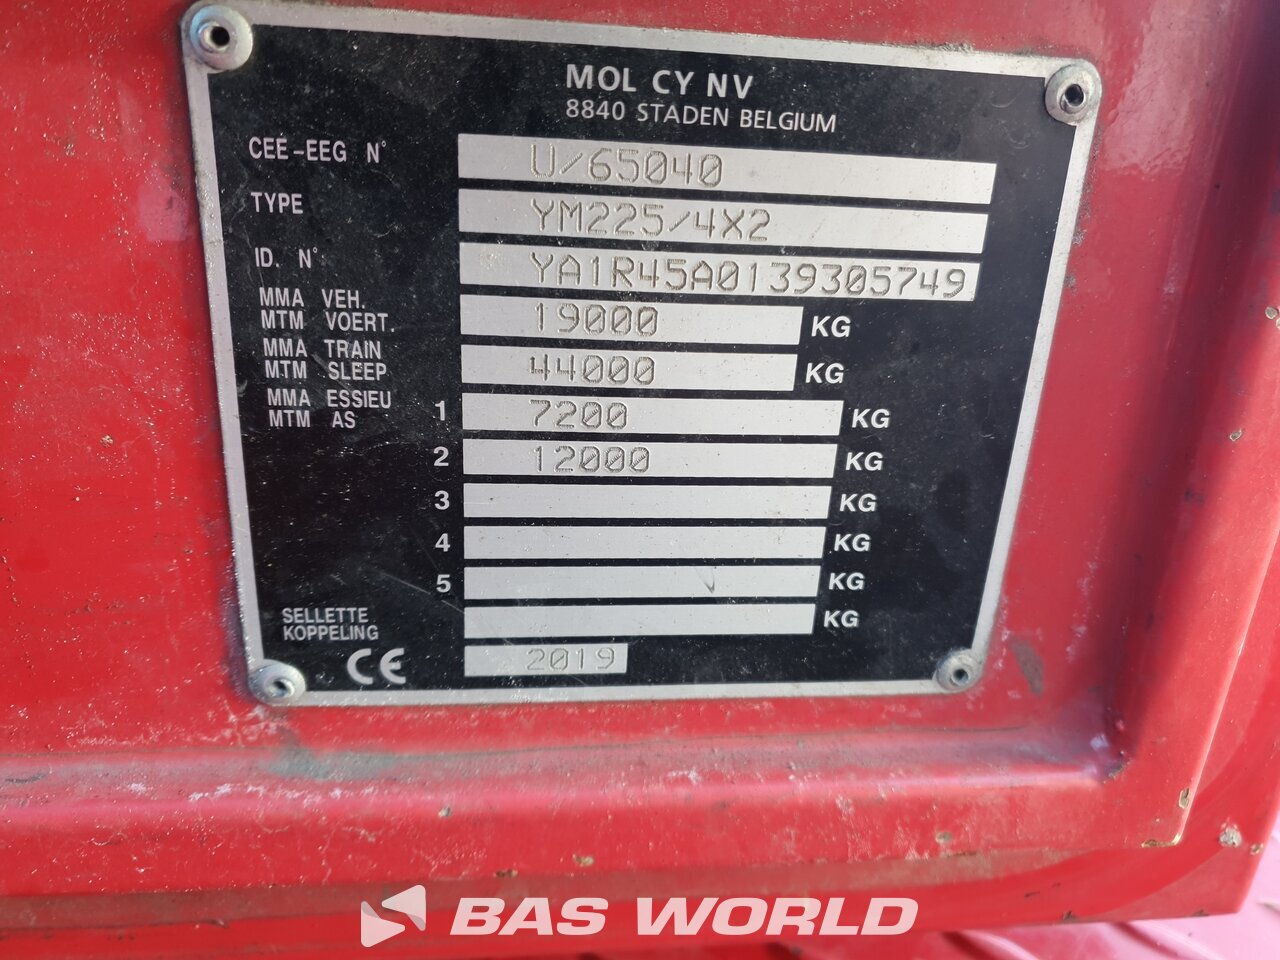 MOL CY NV
8840 STADEN BELGIUM
CEE-EEG N° U/65040
TYPE YM225/4X2
ID. N° YA1R45A0139305749
MMA VEH.
MTM VOERT. 19000 KG
MMA TRAIN
MTM SLEEP 44000 KG
MMA ESSIEU
MTM AS 1 7200 KG
2 12000 KG
3 KG
4 KG
5 KG
SELLETTE
KOPPELING KG
CE 2019
BAS WORLD